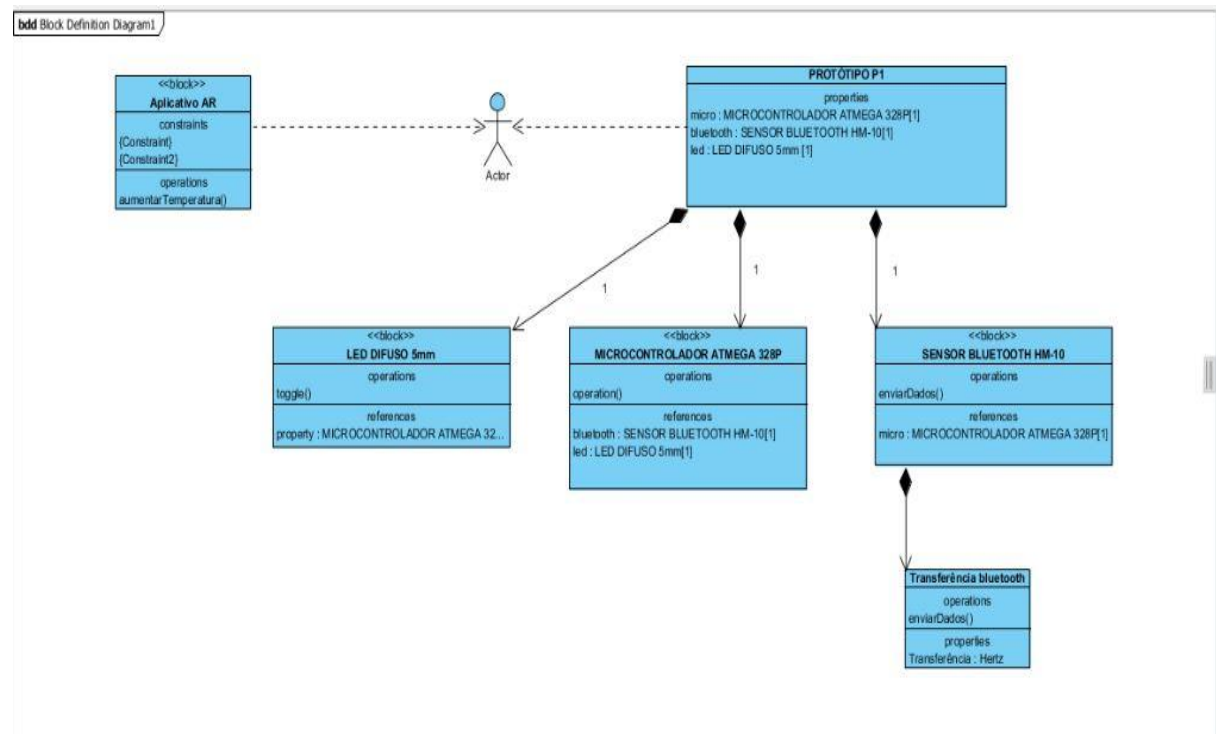 bdd Block Definition Diagram1
<<block>>
Aplicativo AR
constraints
{Constraint}
{Constraint2}
operations
aumentarTemperatura()
Actor
PROTÓTIPO P1
properties
micro : MICROCONTROLADOR ATMEGA 328P[1]
bluetooth : SENSOR BLUETOOTH HM-10[1]
led : LED DIFUSO 5mm [1]
1
1
1
<<block>>
LED DIFUSO 5mm
operations
toggle()
references
property : MICROCONTROLADOR ATMEGA 32...
<<block>>
MICROCONTROLADOR ATMEGA 328P
operations
operation()
references
bluetooth : SENSOR BLUETOOTH HM-10[1]
led : LED DIFUSO 5mm[1]
<<block>>
SENSOR BLUETOOTH HM-10
operations
enviarDados()
references
micro : MICROCONTROLADOR ATMEGA 328P[1]
Transferência bluetooth
operations
enviarDados()
properties
Transferência : Hertz